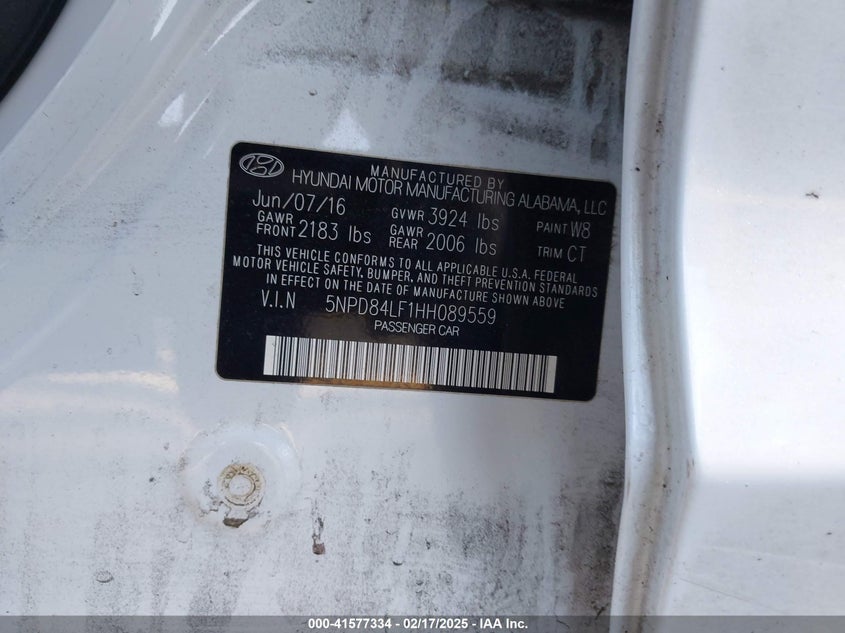 MANUFACTURED BY
HYUNDAI MOTOR MANUFACTURING ALABAMA, LLC
Jun/07/16 GVWR 3924 lbs PAINT W8
GAWR FRONT 2183 lbs GAWR REAR 2006 lbs TRIM CT
THIS VEHICLE CONFORMS TO ALL APPLICABLE U.S.A. FEDERAL
MOTOR VEHICLE SAFETY, BUMPER, AND THEFT PREVENTION STANDARDS
IN EFFECT ON THE DATE OF MANUFACTURE SHOWN ABOVE
V.I.N 5NPD84LF1HH089559
PASSENGER CAR
000-41577334 - 02/17/2025 - IAA Inc.